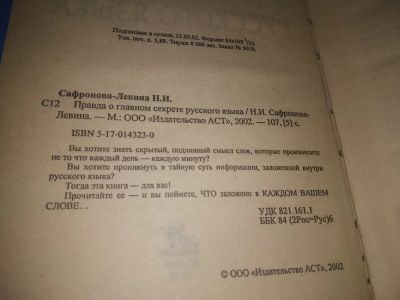 Подписано в печать 22.05.02. Формат 84х108 1/32
Усл. печ. л. 5,88. Тираж 8 000 экз. Заказ № 5018.
Сафронова-Левина Н.И.
С12 Правда о главном секрете русского языка / Н.И. Сафронова-
Левина. — М.: ООО «Издательство АСТ», 2002. — 107, [5] с.
ISBN 5-17-014323-0
Вы хотите знать скрытый, подлинный смысл слов, которые произносите
не то что каждый день — каждую минуту?
Вы хотите проникнуть в тайную суть информации, заложенной внутри
русского языка?
Тогда эта книга — для вас!
Прочитайте ее — и вы поймете, ЧТО заложено в КАЖДОМ ВАШЕМ
СЛОВЕ...
УДК 821.161.1
ББК 84 (2Рос=Рус)6
© ООО «Издательство АСТ», 2002